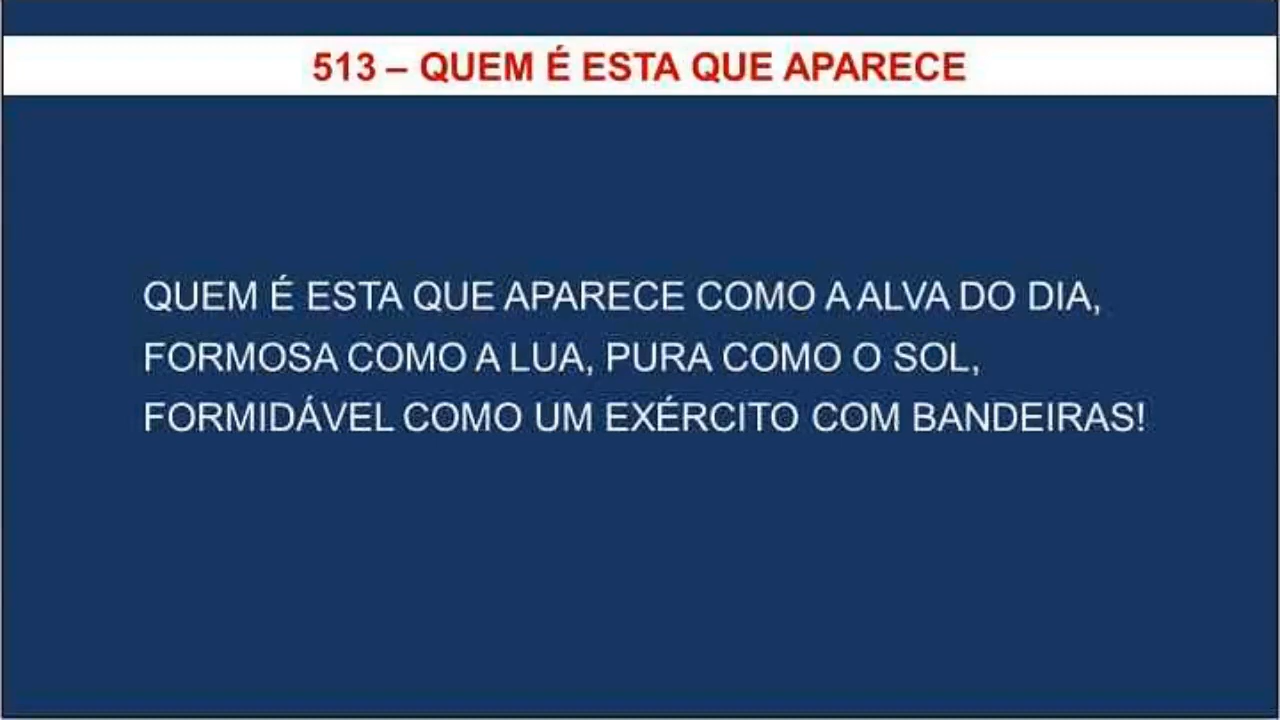 513 – QUEM É ESTA QUE APARECE
QUEM É ESTA QUE APARECE COMO A ALVA DO DIA,
FORMOSA COMO A LUA, PURA COMO O SOL,
FORMIDÁVEL COMO UM EXÉRCITO COM BANDEIRAS!